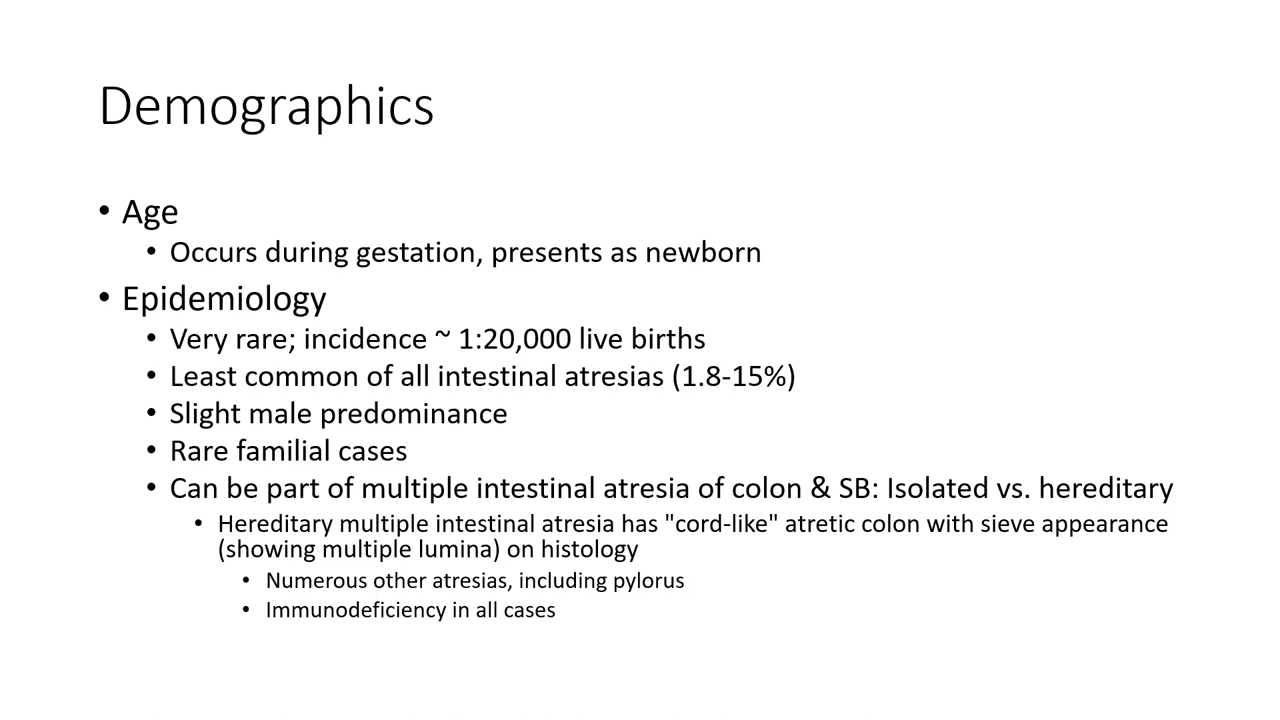 Demographics
• Age
• Occurs during gestation, presents as newborn
• Epidemiology
• Very rare; incidence ~ 1:20,000 live births
• Least common of all intestinal atresias (1.8-15%)
• Slight male predominance
• Rare familial cases
• Can be part of multiple intestinal atresia of colon & SB: Isolated vs. hereditary
• Hereditary multiple intestinal atresia has "cord-like" atretic colon with sieve appearance
(showing multiple lumina) on histology
• Numerous other atresias, including pylorus
• Immunodeficiency in all cases